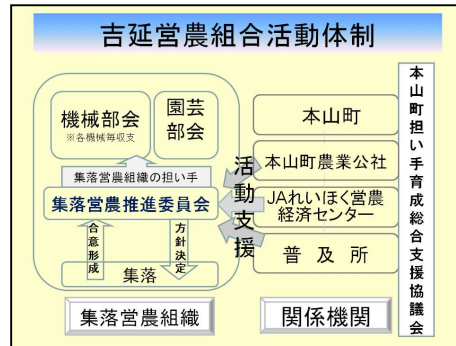 吉延営農組合活動体制
機械部会
※各機械毎収支
園芸
部会
集落営農組織の担い手
集落営農推進委員会
合意形成
方針決定
集落
集落営農組織
活動支援
本山町
本山町農業公社
JAれいほく営農
経済センター
普及所
関係機関
本山町担い手育成総合支援協議会